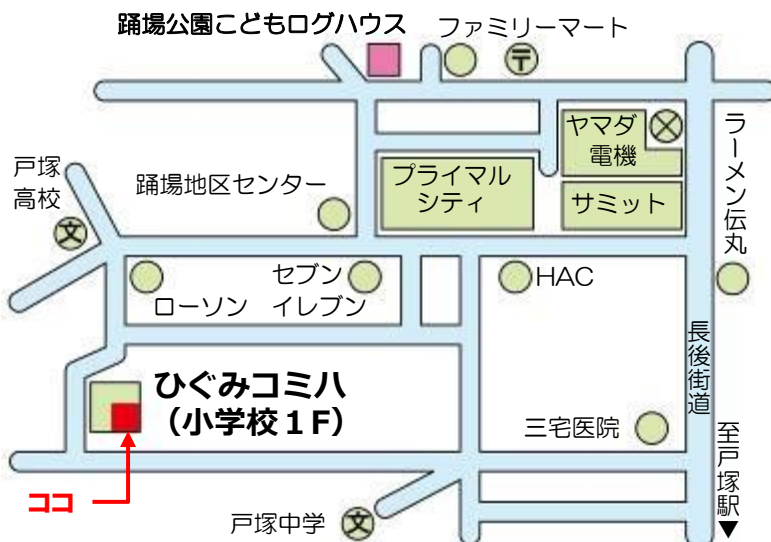 踊場公園こどもログハウス
ファミリーマート
〒
ヤマダ
電機
ラーメン伝丸
戸塚
高校
文
踊場地区センター
プライマル
シティ
サミット
セブン
イレブン
ローソン
HAC
長後街道
ひぐみコミハ
(小学校1F)
三宅医院
至戸塚駅▼
ココ
戸塚中学
文